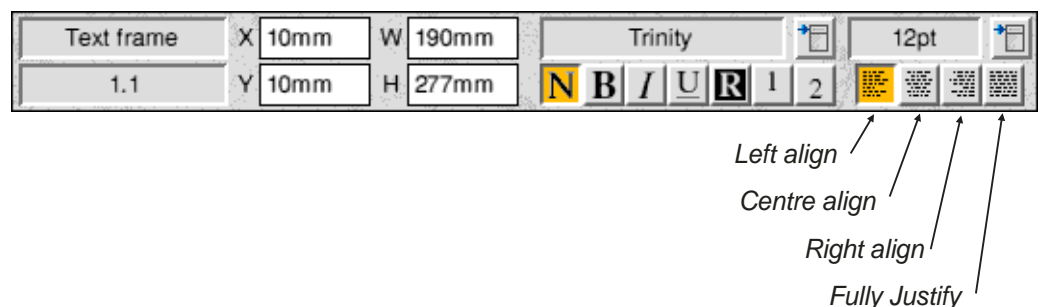 Text frame X 10mm W 190mm Trinity 12pt
1.1 Y 10mm H 277mm N B I U R 1 2
Left align
Centre align
Right align
Fully Justify